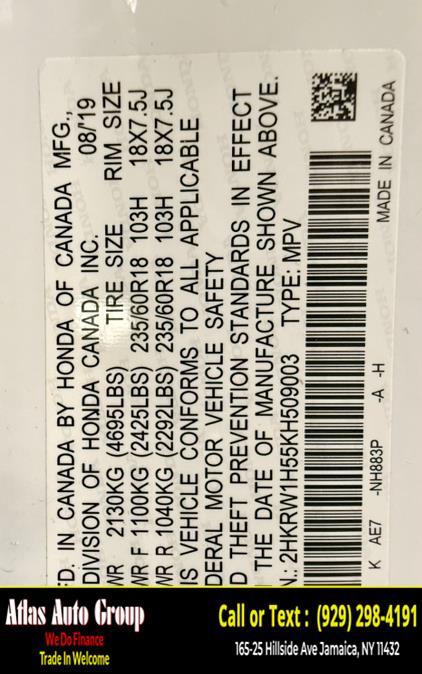 FD. IN CANADA BY HONDA OF CANADA MFG.,
DIVISION OF HONDA CANADA INC. 08/'19
WR 2130KG (4695LBS) TIRE SIZE RIM SIZE
WR F 1100KG (2425LBS) 235/60R18 103H 18X7.5J
WR R 1040KG (2292LBS) 235/60R18 103H 18X7.5J
IS VEHICLE CONFORMS TO ALL APPLICABLE
DERAL MOTOR VEHICLE SAFETY
D THEFT PREVENTION STANDARDS IN EFFECT
THE DATE OF MANUFACTURE SHOWN ABOVE.
N.: 2HKRW1H55KH509003 TYPE: MPV
K AE7 -NH883P -A -H MADE IN CANADA
Atlas Auto Group
We Do Finance
Trade In Welcome
Call or Text : (929) 298-4191
165-25 Hillside Ave Jamaica, NY 11432